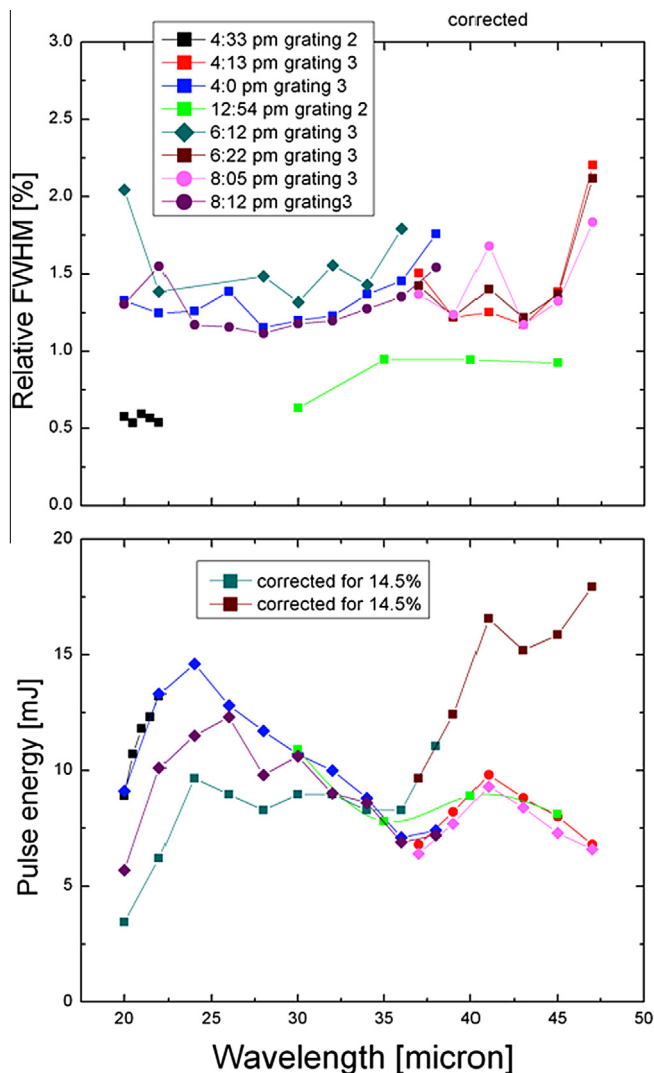 corrected
4:33 pm grating 2
4:13 pm grating 3
4:0 pm grating 3
12:54 pm grating 2
6:12 pm grating 3
6:22 pm grating 3
8:05 pm grating 3
8:12 pm grating3
3.0
2.5
2.0
1.5
1.0
0.5
0.0
Relative FWHM [%]
corrected for 14.5%
corrected for 14.5%
20
15
10
5
0
Pulse energy [mJ]
20 25 30 35 40 45 50
Wavelength [micron]